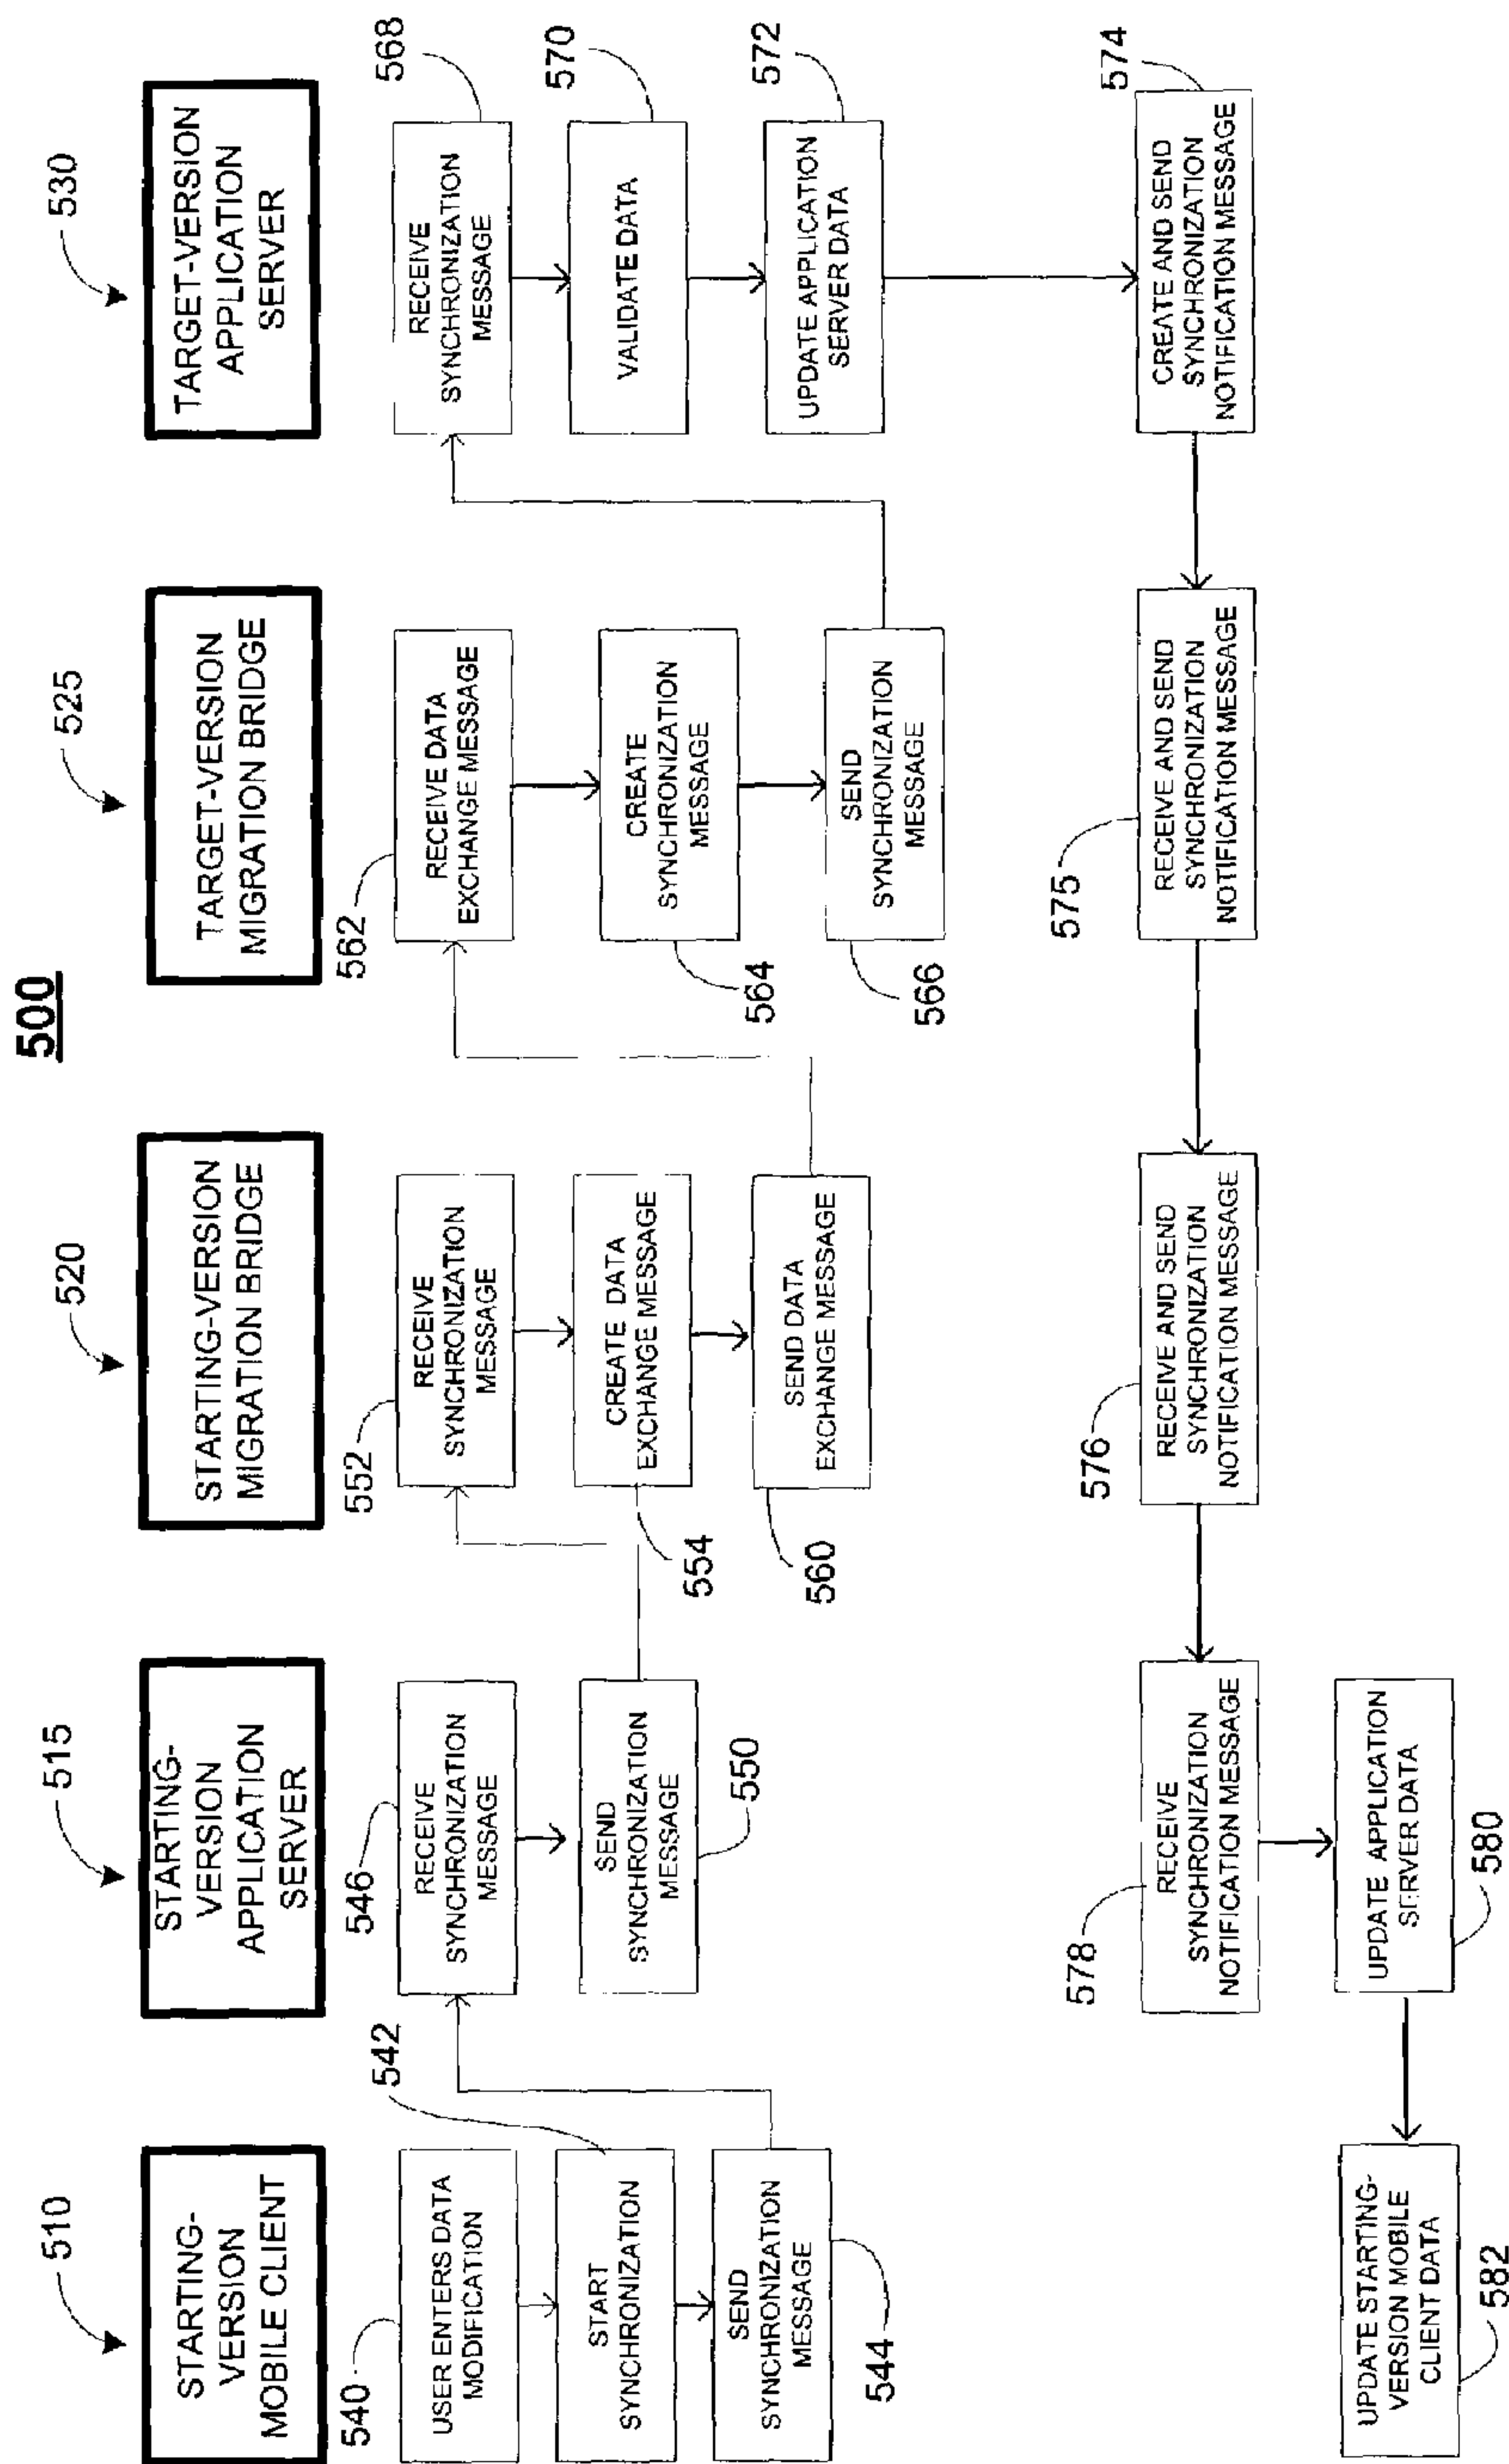 500
510
STARTING-
VERSION
MOBILE CLIENT
515
STARTING-
VERSION
APPLICATION
SERVER
520
STARTING-VERSION
MIGRATION BRIDGE
525
TARGET-VERSION
MIGRATION BRIDGE
530
TARGET-VERSION
APPLICATION
SERVER
540
USER ENTERS DATA
MODIFICATION
542
START
SYNCHRONIZATION
SEND
SYNCHRONIZATION
MESSAGE
544
546
RECEIVE
SYNCHRONIZATION
MESSAGE
SEND
SYNCHRONIZATION
MESSAGE
550
552
RECEIVE
SYNCHRONIZATION
MESSAGE
CREATE DATA
EXCHANGE MESSAGE
554
SEND DATA
EXCHANGE MESSAGE
560
562
RECEIVE DATA
EXCHANGE MESSAGE
CREATE
SYNCHRONIZATION
MESSAGE
564
SEND
SYNCHRONIZATION
MESSAGE
566
568
RECEIVE
SYNCHRONIZATION
MESSAGE
570
VALIDATE DATA
572
UPDATE APPLICATION
SERVER DATA
574
CREATE AND SEND
SYNCHRONIZATION
NOTIFICATION MESSAGE
575
RECEIVE AND SEND
SYNCHRONIZATION
NOTIFICATION MESSAGE
576
RECEIVE AND SEND
SYNCHRONIZATION
NOTIFICATION MESSAGE
578
RECEIVE
SYNCHRONIZATION
NOTIFICATION MESSAGE
UPDATE APPLICATION
SERVER DATA
580
UPDATE STARTING-
VERSION MOBILE
CLIENT DATA
582